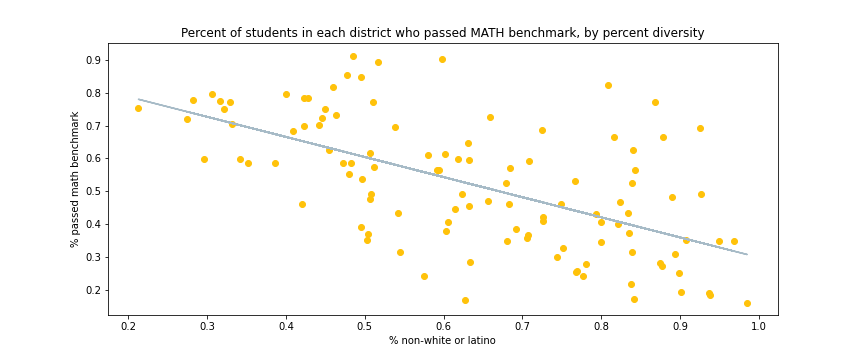 Percent of students in each district who passed MATH benchmark, by percent diversity
% passed math benchmark
0.9
0.8
0.7
0.6
0.5
0.4
0.3
0.2
0.2 0.3 0.4 0.5 0.6 0.7 0.8 0.9 1.0
% non-white or latino